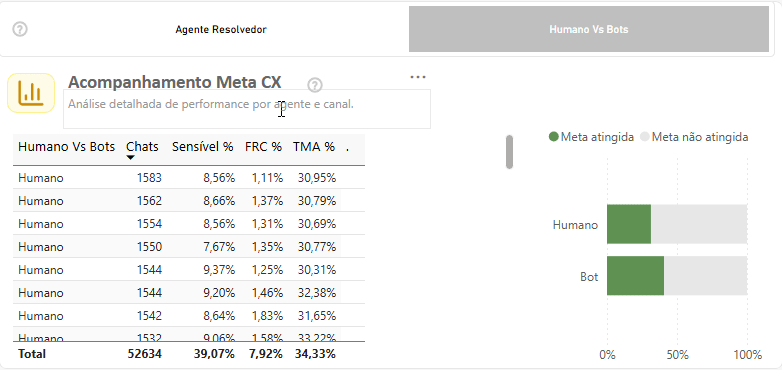 Agente Resolvedor
Humano Vs Bots
Acompanhamento Meta CX
Análise detalhada de performance por agente e canal.
Humano Vs Bots Chats Sensível % FRC % TMA % .
Humano 1583 8,56% 1,11% 30,95%
Humano 1562 8,66% 1,37% 30,79%
Humano 1554 8,56% 1,31% 30,69%
Humano 1550 7,67% 1,35% 30,77%
Humano 1544 9,37% 1,25% 30,31%
Humano 1544 9,20% 1,46% 32,38%
Humano 1542 8,64% 1,83% 31,65%
Humano 1532 9,06% 1,58% 33,22%
Total 52634 39,07% 7,92% 34,33%
Meta atingida Meta não atingida
Humano
Bot
0% 50% 100%